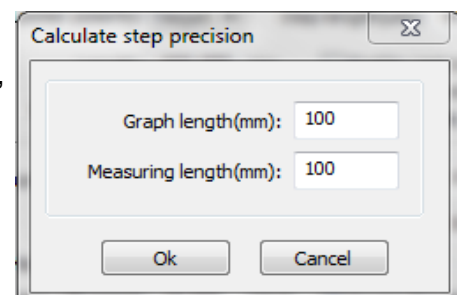 Calculate step precision
Graph length(mm): 100
Measuring length(mm): 100
Ok Cancel